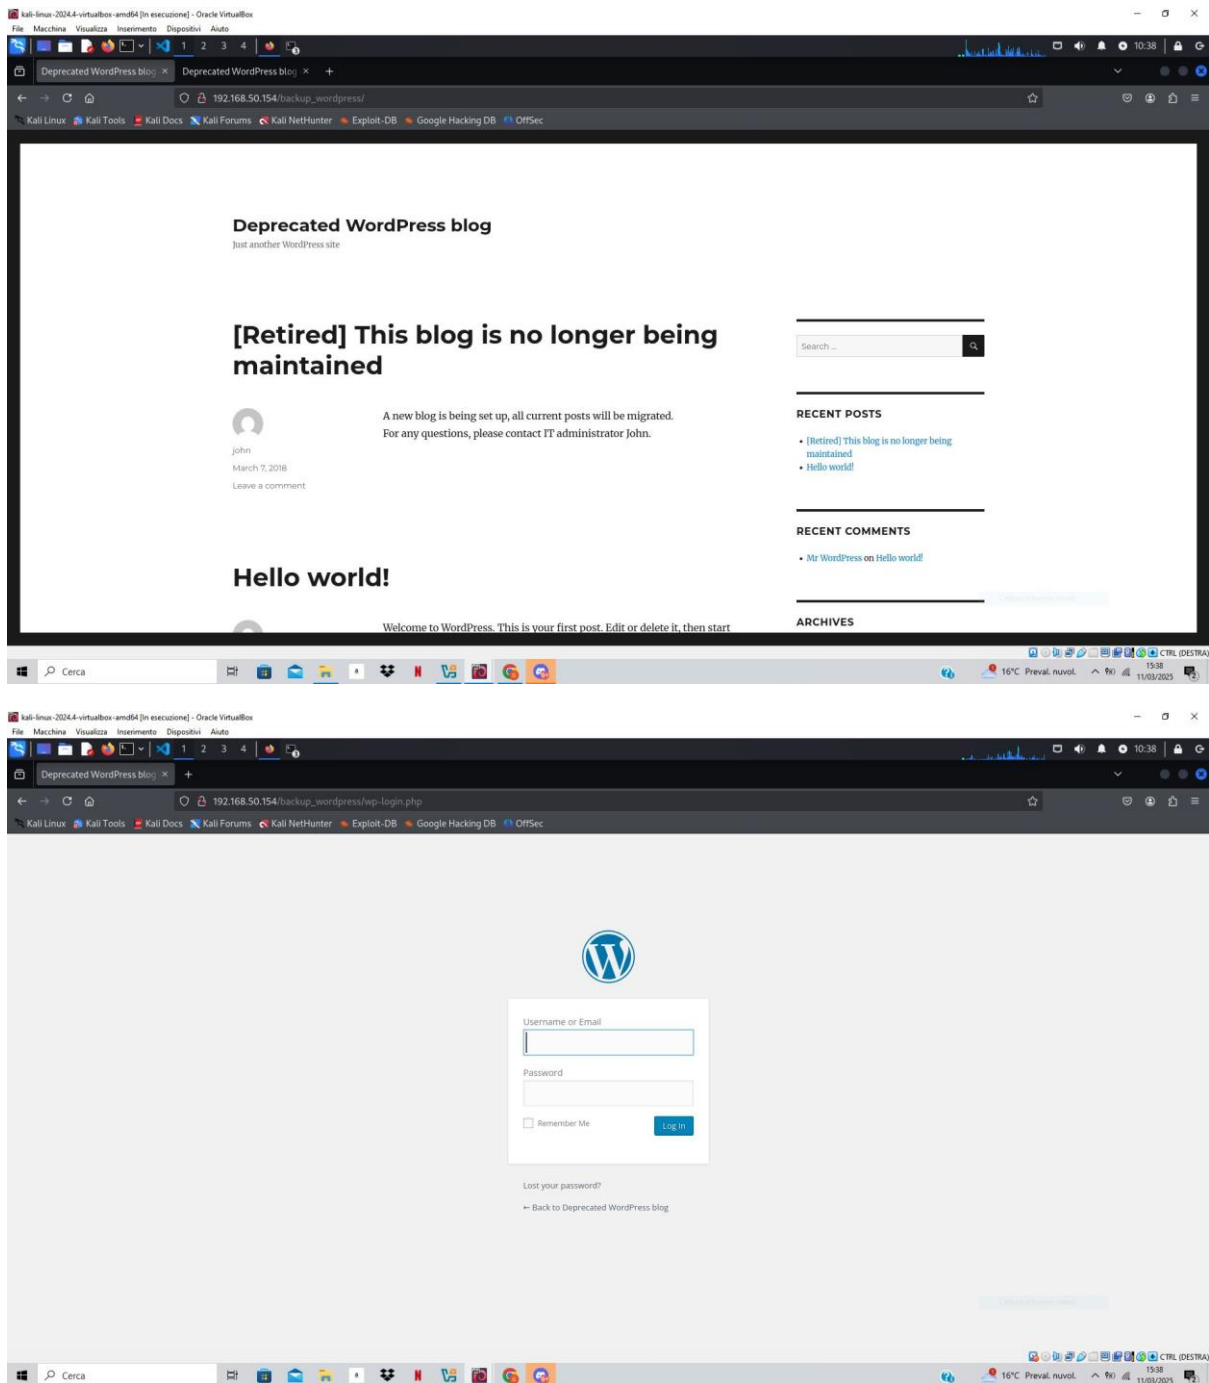 kali-linux-2024.4-virtualbox-amd64 [In esecuzione] - Oracle VirtualBox
File Macchina Visualizza Inserimento Dispositivi Aiuto
1 2 3 4 10:38
Deprecated WordPress blog × Deprecated WordPress blog × +
192.168.50.154/backup_wordpress/
Kali Linux Kali Tools Kali Docs Kali Forums Kali NetHunter Exploit-DB Google Hacking DB OffSec
Deprecated WordPress blog
Just another WordPress site
[Retired] This blog is no longer being
maintained
Search ...
A new blog is being set up, all current posts will be migrated.
For any questions, please contact IT administrator John.
john
March 7, 2018
Leave a comment
RECENT POSTS
• [Retired] This blog is no longer being
maintained
• Hello world!
RECENT COMMENTS
• Mr WordPress on Hello world!
Hello world!
Welcome to WordPress. This is your first post. Edit or delete it, then start
ARCHIVES
CTRL (DESTRA)
Cerca
16°C Preval. nuvol. 15:38
11/03/2025
kali-linux-2024.4-virtualbox-amd64 [In esecuzione] - Oracle VirtualBox
File Macchina Visualizza Inserimento Dispositivi Aiuto
1 2 3 4 10:38
Deprecated WordPress blog × +
192.168.50.154/backup_wordpress/wp-login.php
Kali Linux Kali Tools Kali Docs Kali Forums Kali NetHunter Exploit-DB Google Hacking DB OffSec
Username or Email
Password
Remember Me Log In
Lost your password?
← Back to Deprecated WordPress blog
CTRL (DESTRA)
Cerca
16°C Preval. nuvol. 15:38
11/03/2025